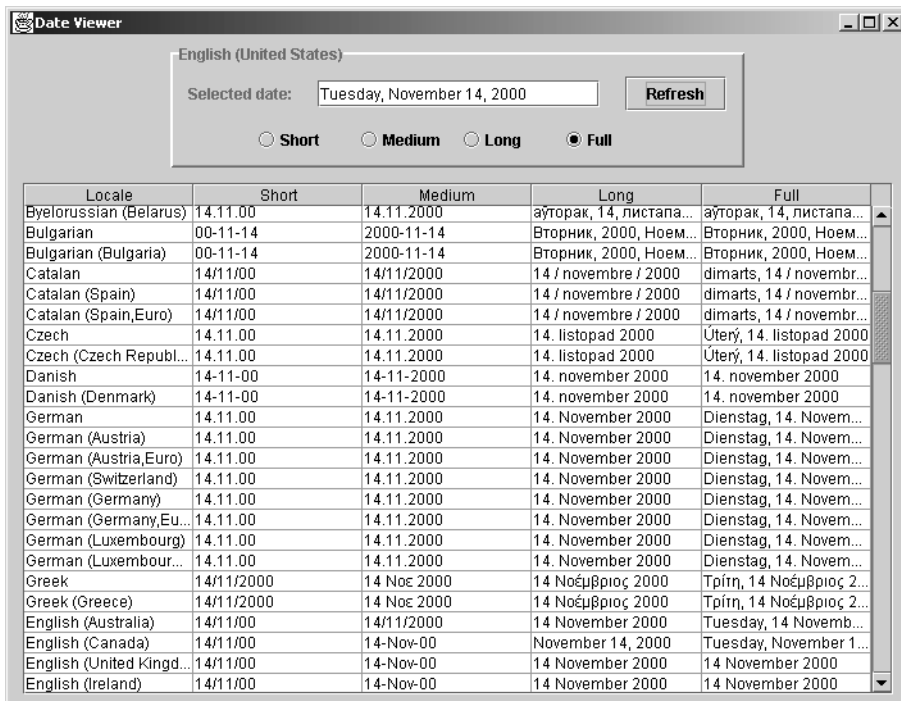 Date Viewer
English (United States)
Selected date: Tuesday, November 14, 2000 Refresh
Short Medium Long Full
Locale Short Medium Long Full
Byelorussian (Belarus) 14.11.00 14.11.2000 аўторак, 14, листапа... аўторак, 14, листапа...
Bulgarian 00-11-14 2000-11-14 Вторник, 2000, Ноем... Вторник, 2000, Ноем...
Bulgarian (Bulgaria) 00-11-14 2000-11-14 Вторник, 2000, Ноем... Вторник, 2000, Ноем...
Catalan 14/11/00 14/11/2000 14 / novembre / 2000 dimarts, 14 / novembr...
Catalan (Spain) 14/11/00 14/11/2000 14 / novembre / 2000 dimarts, 14 / novembr...
Catalan (Spain,Euro) 14/11/00 14/11/2000 14 / novembre / 2000 dimarts, 14 / novembr...
Czech 14.11.00 14.11.2000 14. listopad 2000 Úterý, 14. listopad 2000
Czech (Czech Republ... 14.11.00 14.11.2000 14. listopad 2000 Úterý, 14. listopad 2000
Danish 14-11-00 14-11-2000 14. november 2000 14. november 2000
Danish (Denmark) 14-11-00 14-11-2000 14. november 2000 14. november 2000
German 14.11.00 14.11.2000 14. November 2000 Dienstag, 14. Novem...
German (Austria) 14.11.00 14.11.2000 14. November 2000 Dienstag, 14. Novem...
German (Austria,Euro) 14.11.00 14.11.2000 14. November 2000 Dienstag, 14. Novem...
German (Switzerland) 14.11.00 14.11.2000 14. November 2000 Dienstag, 14. Novem...
German (Germany) 14.11.00 14.11.2000 14. November 2000 Dienstag, 14. Novem...
German (Germany,Eu... 14.11.00 14.11.2000 14. November 2000 Dienstag, 14. Novem...
German (Luxembourg) 14.11.00 14.11.2000 14. November 2000 Dienstag, 14. Novem...
German (Luxembour... 14.11.00 14.11.2000 14. November 2000 Dienstag, 14. Novem...
Greek 14/11/2000 14 Νοε 2000 14 Νοέμβριος 2000 Τρίτη, 14 Νοέμβριος 2...
Greek (Greece) 14/11/2000 14 Νοε 2000 14 Νοέμβριος 2000 Τρίτη, 14 Νοέμβριος 2...
English (Australia) 14/11/00 14/11/2000 14 November 2000 Tuesday, 14 Novemb...
English (Canada) 14/11/00 14-Nov-00 November 14, 2000 Tuesday, November 1...
English (United Kingd... 14/11/00 14-Nov-00 14 November 2000 14 November 2000
English (Ireland) 14/11/00 14-Nov-00 14 November 2000 14 November 2000